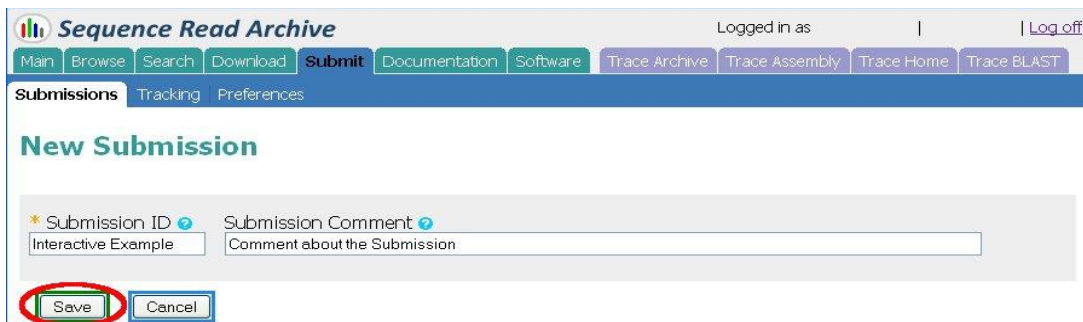 Sequence Read Archive Logged in as | | Log off
Main Browse Search Download Submit Documentation Software Trace Archive Trace Assembly Trace Home Trace BLAST
Submissions Tracking Preferences
New Submission
* Submission ID ? Submission Comment ?
Interactive Example Comment about the Submission
Save Cancel